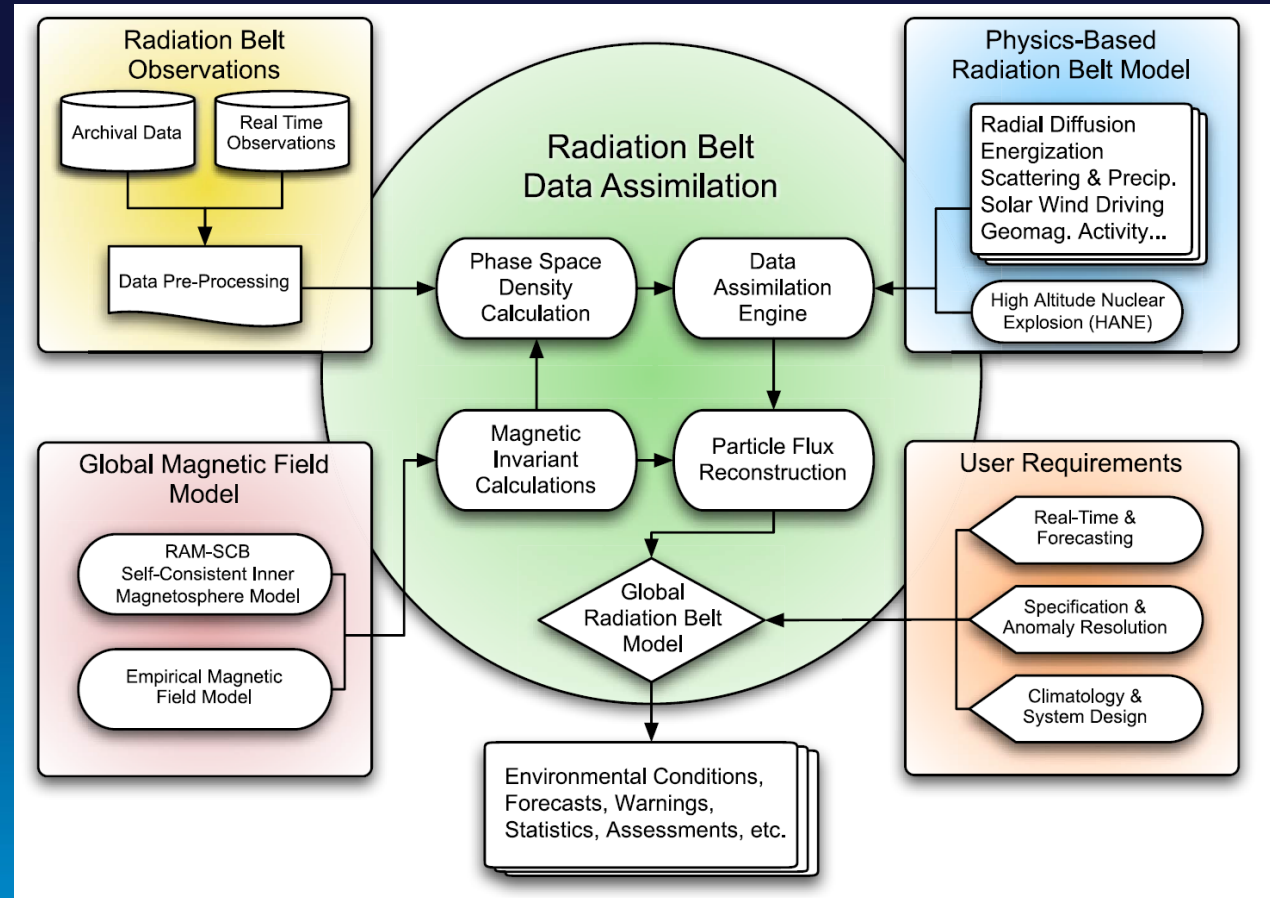 Radiation Belt
Observations
Archival Data
Real Time
Observations
Data Pre-Processing
Radiation Belt
Data Assimilation
Phase Space
Density
Calculation
Data
Assimilation
Engine
Magnetic
Invariant
Calculations
Particle Flux
Reconstruction
Global
Radiation Belt
Model
Physics-Based
Radiation Belt Model
Radial Diffusion
Energization
Scattering & Precip.
Solar Wind Driving
Geomag. Activity...
High Altitude Nuclear
Explosion (HANE)
Global Magnetic Field
Model
RAM-SCB
Self-Consistent Inner
Magnetosphere Model
Empirical Magnetic
Field Model
User Requirements
Real-Time &
Forecasting
Specification &
Anomaly Resolution
Climatology &
System Design
Environmental Conditions,
Forecasts, Warnings,
Statistics, Assessments, etc.